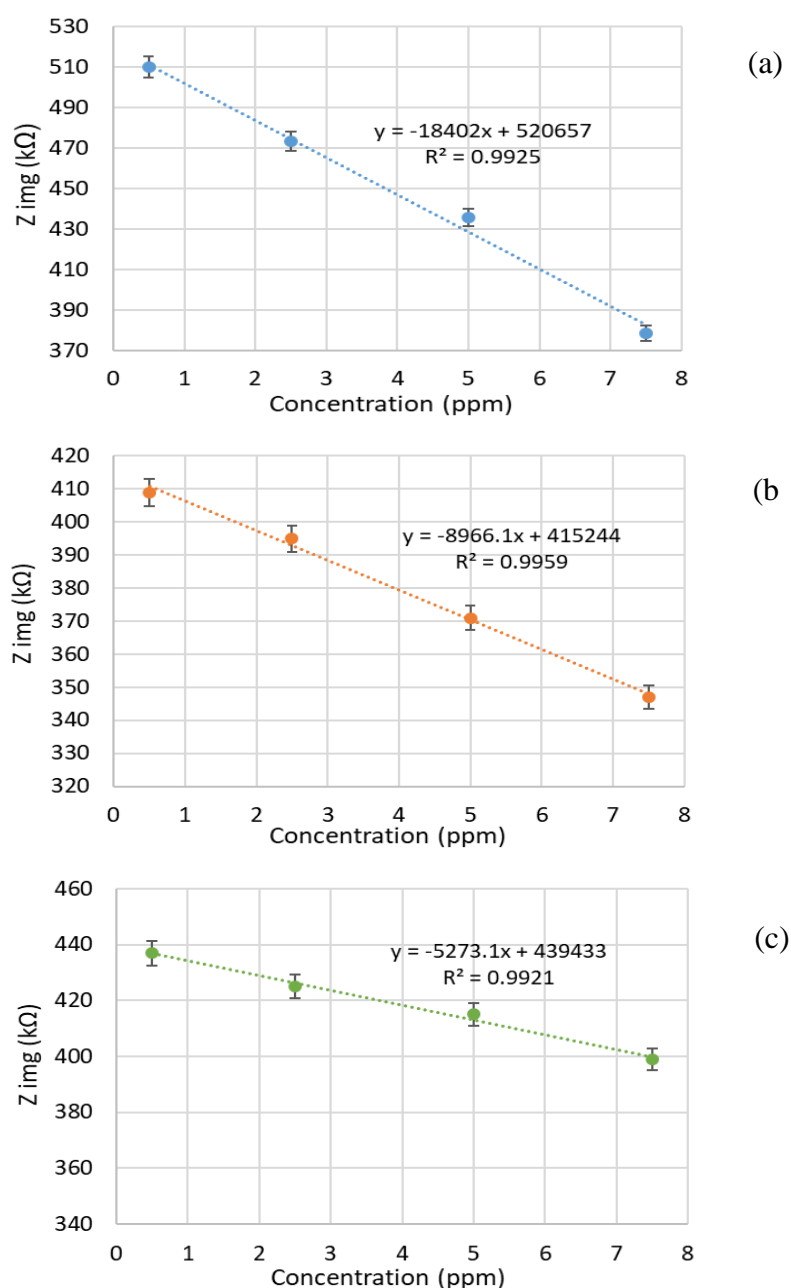 530
510
490
470
450
430
410
390
370
Z img (kΩ)
y = -18402x + 520657
R² = 0.9925
(a)
0 1 2 3 4 5 6 7 8
Concentration (ppm)
420
410
400
390
380
370
360
350
340
330
320
Z img (kΩ)
y = -8966.1x + 415244
R² = 0.9959
(b
0 1 2 3 4 5 6 7 8
Concentration (ppm)
460
440
420
400
380
360
340
Z img (kΩ)
y = -5273.1x + 439433
R² = 0.9921
(c)
0 1 2 3 4 5 6 7 8
Concentration (ppm)